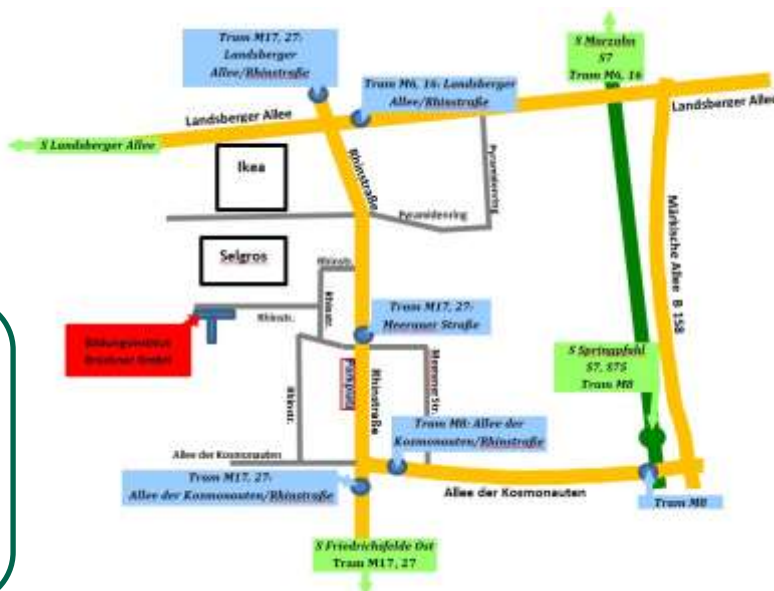 Tram M17, 27:
Landsberger
Allee/Rhinstraße
S Marzahn
S7
Tram M6, 16
Tram M6, 16: Landsberger
Allee/Rhinstraße
Landsberger Allee
Landsberger Allee
S Landsberger Allee
Ikea
Rhinstraße
Pyramidenring
Pyramidenring
Märkische Allee B 158
Selgros
Rhinstr.
Rhinstr.
Rhinstr.
Tram M17, 27:
Meeraner Straße
Bildungsinstitut
GmbH
S Springpfuhl
S7, S75
Tram M8
Rhinstr.
Parkplatz
Rhinstraße
Meeraner Str.
Tram M8: Allee der
Kosmonauten/Rhinstraße
Allee der Kosmonauten
Tram M17, 27:
Allee der Kosmonauten/Rhinstraße
Allee der Kosmonauten
Tram M8
S Friedrichsfelde Ost
Tram M17, 27